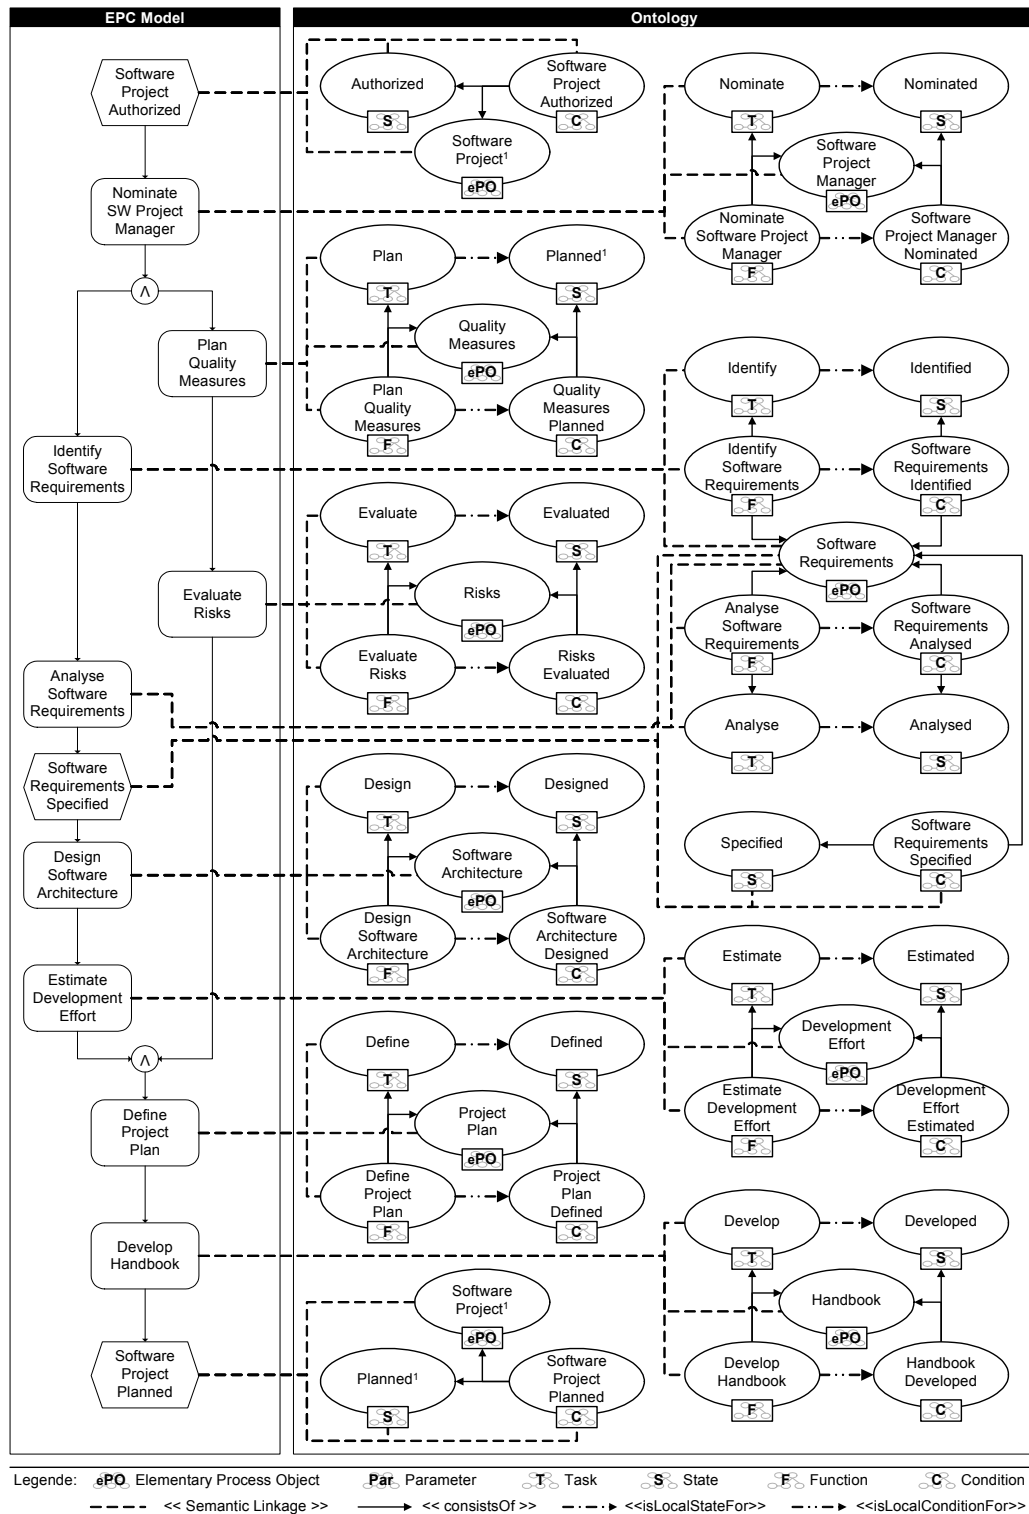 EPC Model
Software
Project
Authorized
Nominate
SW Project
Manager
Λ
Plan
Quality
Measures
Identify
Software
Requirements
Evaluate
Risks
Analyse
Software
Requirements
Software
Requirements
Specified
Design
Software
Architecture
Estimate
Development
Effort
Λ
Define
Project
Plan
Develop
Handbook
Software
Project
Planned
Ontology
Authorized
S
Software
Project
Authorized
C
Software
Project¹
ePO
Nominate
T
Nominated
S
Software
Project
Manager
ePO
Nominate
Software Project
Manager
F
Software
Project Manager
Nominated
C
Plan
T
Planned¹
S
Quality
Measures
ePO
Plan
Quality
Measures
F
Quality
Measures
Planned
C
Identify
T
Identified
S
Identify
Software
Requirements
F
Software
Requirements
Identified
C
Software
Requirements
ePO
Evaluate
T
Evaluated
S
Risks
ePO
Evaluate
Risks
F
Risks
Evaluated
C
Analyse
Software
Requirements
F
Software
Requirements
Analysed
C
Analyse
T
Analysed
S
Design
T
Designed
S
Software
Architecture
ePO
Design
Software
Architecture
F
Software
Architecture
Designed
C
Specified
S
Software
Requirements
Specified
C
Estimate
T
Estimated
S
Development
Effort
ePO
Estimate
Development
Effort
F
Development
Effort
Estimated
C
Define
T
Defined
S
Project
Plan
ePO
Define
Project
Plan
F
Project
Plan
Defined
C
Develop
T
Developed
S
Handbook
ePO
Develop
Handbook
F
Handbook
Developed
C
Software
Project¹
ePO
Planned¹
S
Software
Project
Planned
C
Legende: ePO Elementary Process Object Par Parameter T Task S State F Function C Condition
<< Semantic Linkage >> << consistsOf >> <<isLocalStateFor>> <<isLocalConditionFor>>